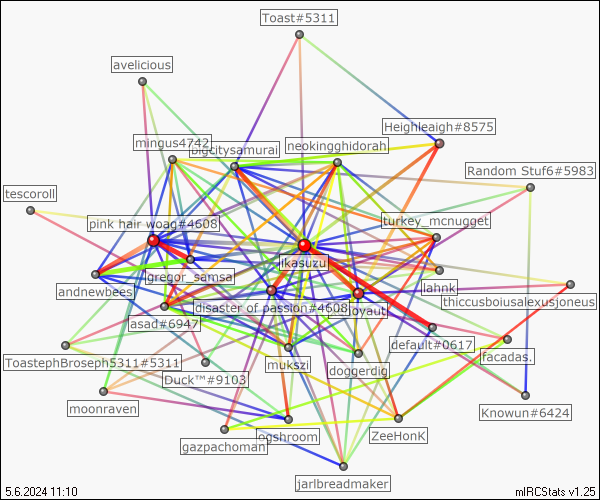 Toast#5311
avelicious
Heighleaigh#8575
mingus4742
bigcitysamurai
neokingghidorah
Random Stuf6#5983
tescoroll
pink hair woag#4608
turkey_mcnugget
ikasuzu
gregor_samsa
andnewbees
lahnk
thiccusboiusalexusjoneus
disaster of passion#4608
asad#6947
default#0617
ToastephBroseph5311#5311
mukszi
facadas.
doggerdig
Duck™#9103
moonraven
Knowun#6424
ogshroom
ZeeHonK
gazpachoman
jarlbreadmaker
5.6.2024 11:10
mIRCStats v1.25